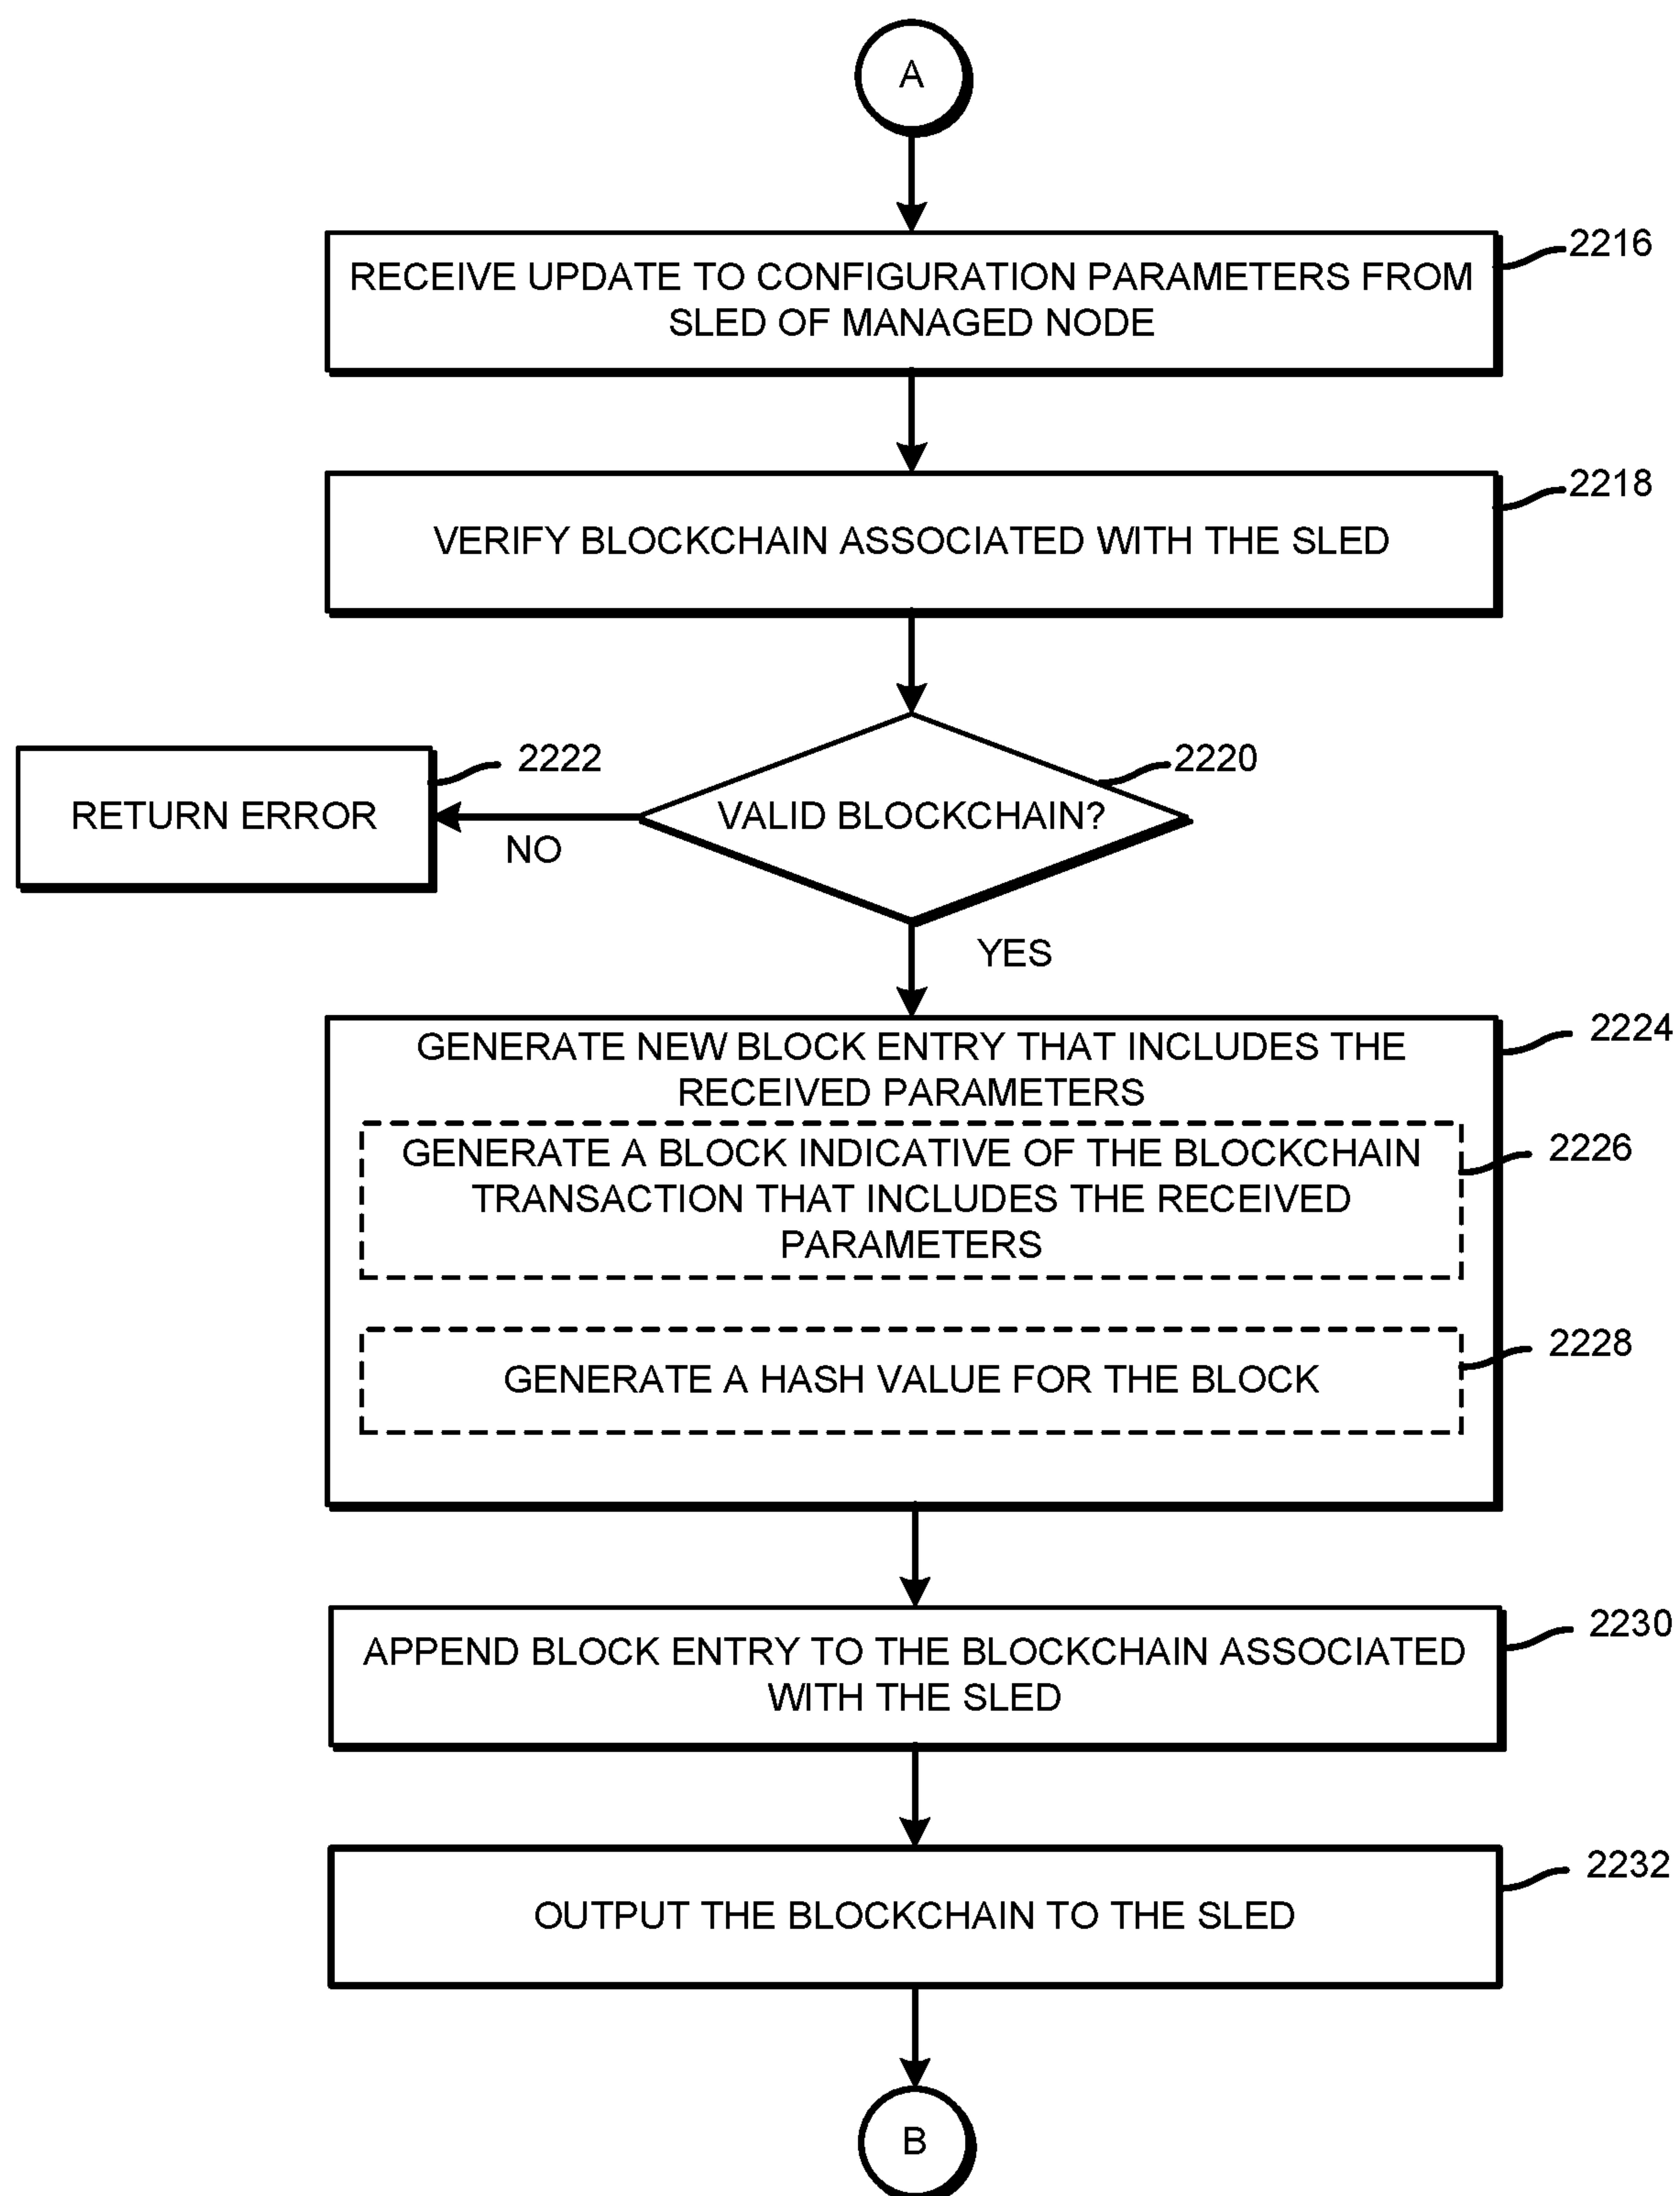 A
2216
RECEIVE UPDATE TO CONFIGURATION PARAMETERS FROM
SLED OF MANAGED NODE
2218
VERIFY BLOCKCHAIN ASSOCIATED WITH THE SLED
2222
2220
RETURN ERROR
VALID BLOCKCHAIN?
NO
YES
2224
GENERATE NEW BLOCK ENTRY THAT INCLUDES THE
RECEIVED PARAMETERS
2226
GENERATE A BLOCK INDICATIVE OF THE BLOCKCHAIN
TRANSACTION THAT INCLUDES THE RECEIVED
PARAMETERS
2228
GENERATE A HASH VALUE FOR THE BLOCK
2230
APPEND BLOCK ENTRY TO THE BLOCKCHAIN ASSOCIATED
WITH THE SLED
2232
OUTPUT THE BLOCKCHAIN TO THE SLED
B